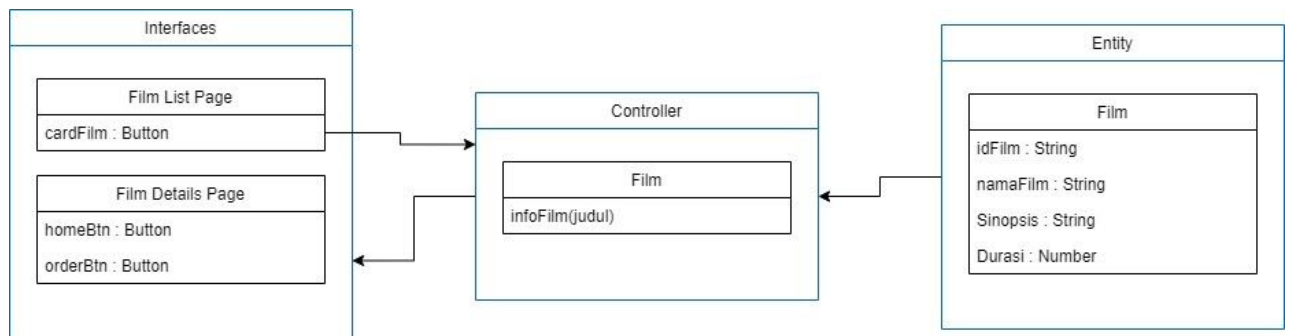 Interfaces
Film List Page
cardFilm : Button
Film Details Page
homeBtn : Button
orderBtn : Button
Controller
Film
infoFilm(judul)
Entity
Film
idFilm : String
namaFilm : String
Sinopsis : String
Durasi : Number